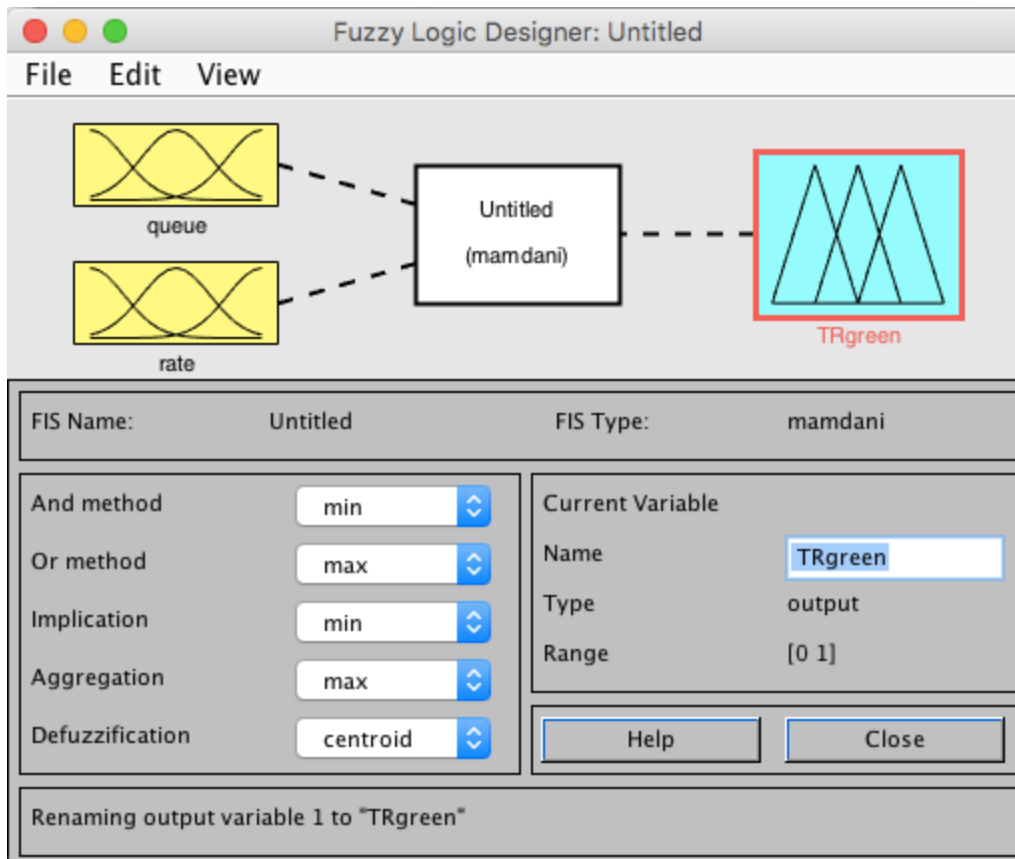 Fuzzy Logic Designer: Untitled
File Edit View
queue
rate
Untitled
(mamdani)
TRgreen
FIS Name: Untitled FIS Type: mamdani
And method min
Or method max
Implication min
Aggregation max
Defuzzification centroid
Current Variable
Name TRgreen
Type output
Range [0 1]
Help Close
Renaming output variable 1 to "TRgreen"